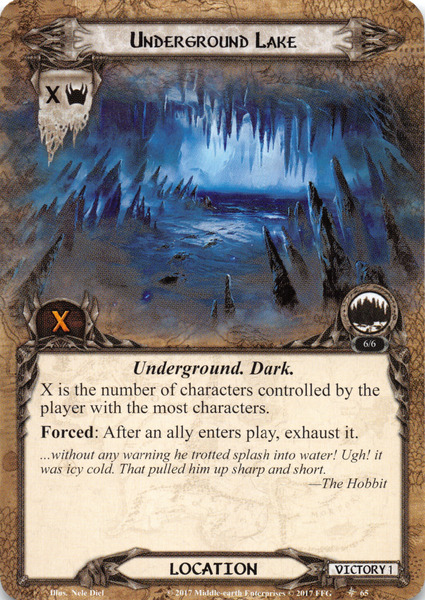 Underground Lake
X
X
6/6
Underground. Dark.
X is the number of characters controlled by the
player with the most characters.
Forced: After an ally enters play, exhaust it.
...without any warning he trotted splash into water! Ugh! it
was icy cold. That pulled him up sharp and short.
—The Hobbit
LOCATION
VICTORY 1
Illus. Nele Diel
© 2017 Middle-earth Enterprises © 2017 FFG
65